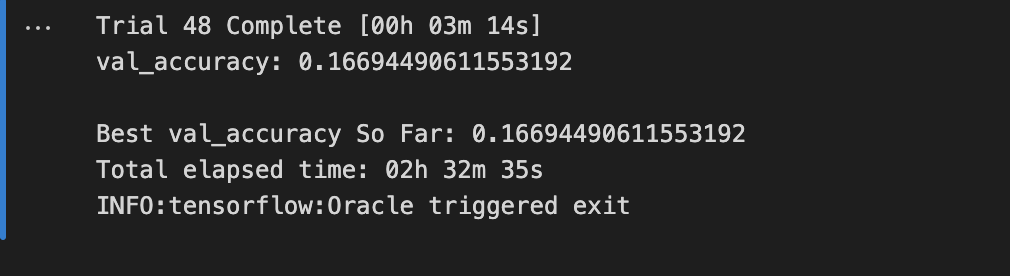 Trial 48 Complete [00h 03m 14s]
val_accuracy: 0.16694490611553192
Best val_accuracy So Far: 0.16694490611553192
Total elapsed time: 02h 32m 35s
INFO:tensorflow:Oracle triggered exit